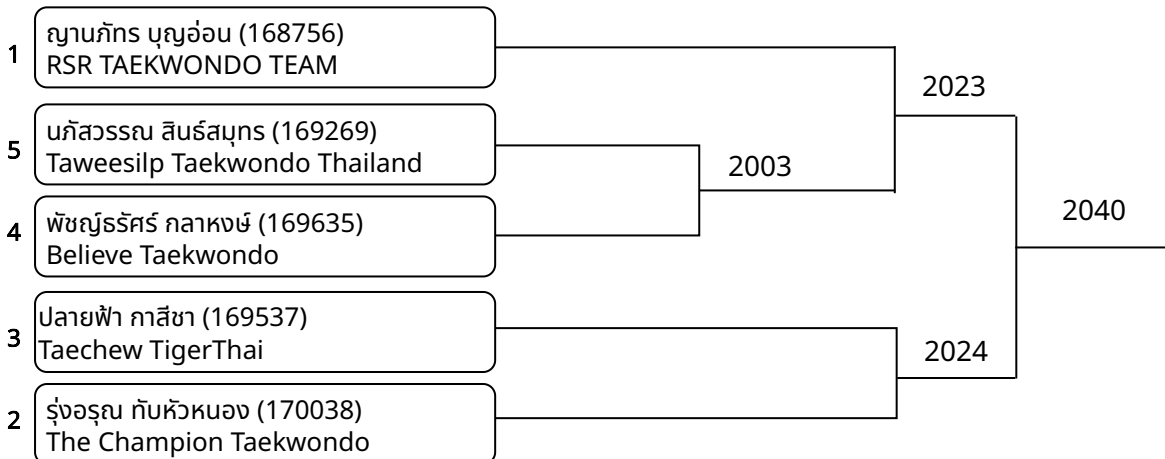 1
ญานภัทร บุญอ่อน (168756)
RSR TAEKWONDO TEAM
2023
5
นภัสวรรณ สินธ์สมุทร (169269)
Taweesilp Taekwondo Thailand
2003
4
พัชญ์ธรัศร์ กลาหงษ์ (169635)
Believe Taekwondo
2040
3
ปลายฟ้า กาสีชา (169537)
Taechew TigerThai
2024
2
รุ่งอรุณ ทับหัวหนอง (170038)
The Champion Taekwondo